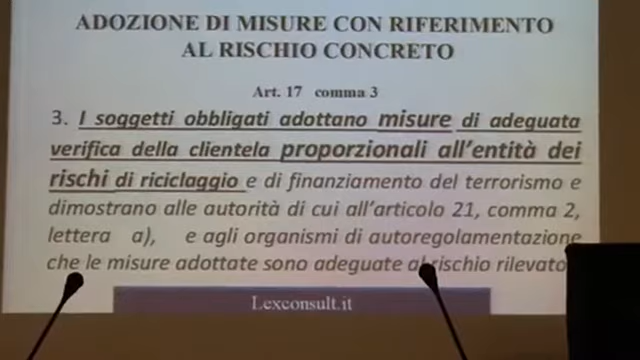 ADOZIONE DI MISURE CON RIFERIMENTO
AL RISCHIO CONCRETO
Art. 17 comma 3
3. I soggetti obbligati adottano misure di adeguata
verifica della clientela proporzionali all'entità dei
rischi di riciclaggio e di finanziamento del terrorismo e
dimostrano alle autorità di cui all'articolo 21, comma 2,
lettera a), e agli organismi di autoregolamentazione
che le misure adottate sono adeguate al rischio rilevato.
Lexconsult.it